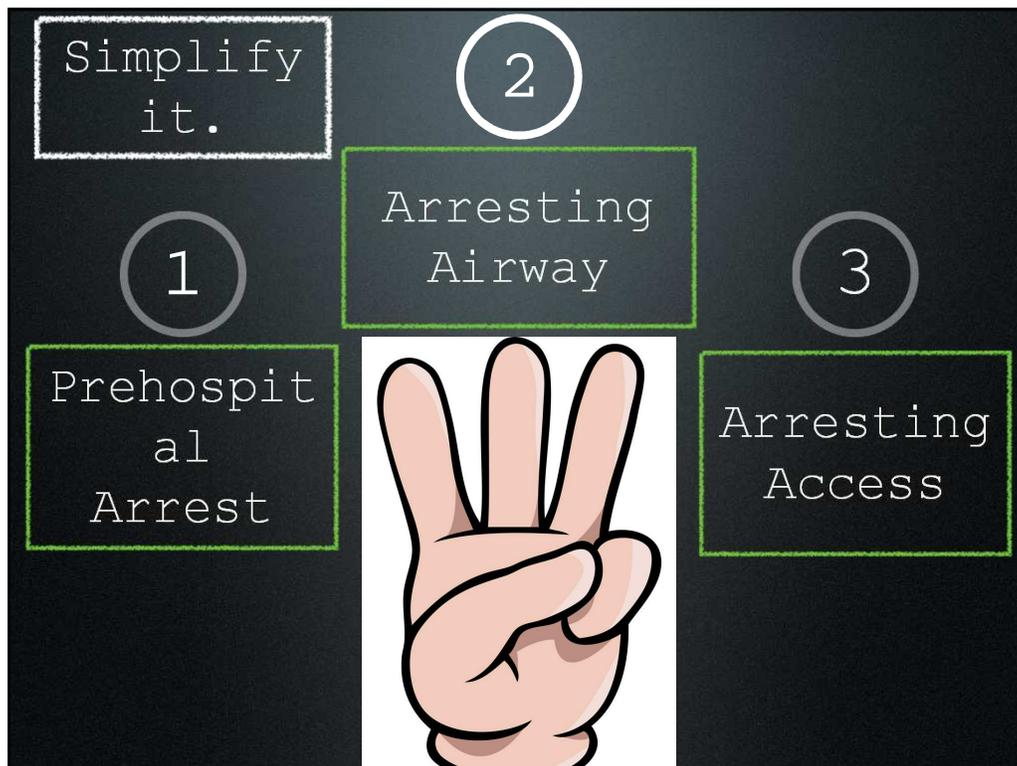 Simplify
it.
1
Prehospit
al
Arrest
2
Arresting
Airway
3
Arresting
Access